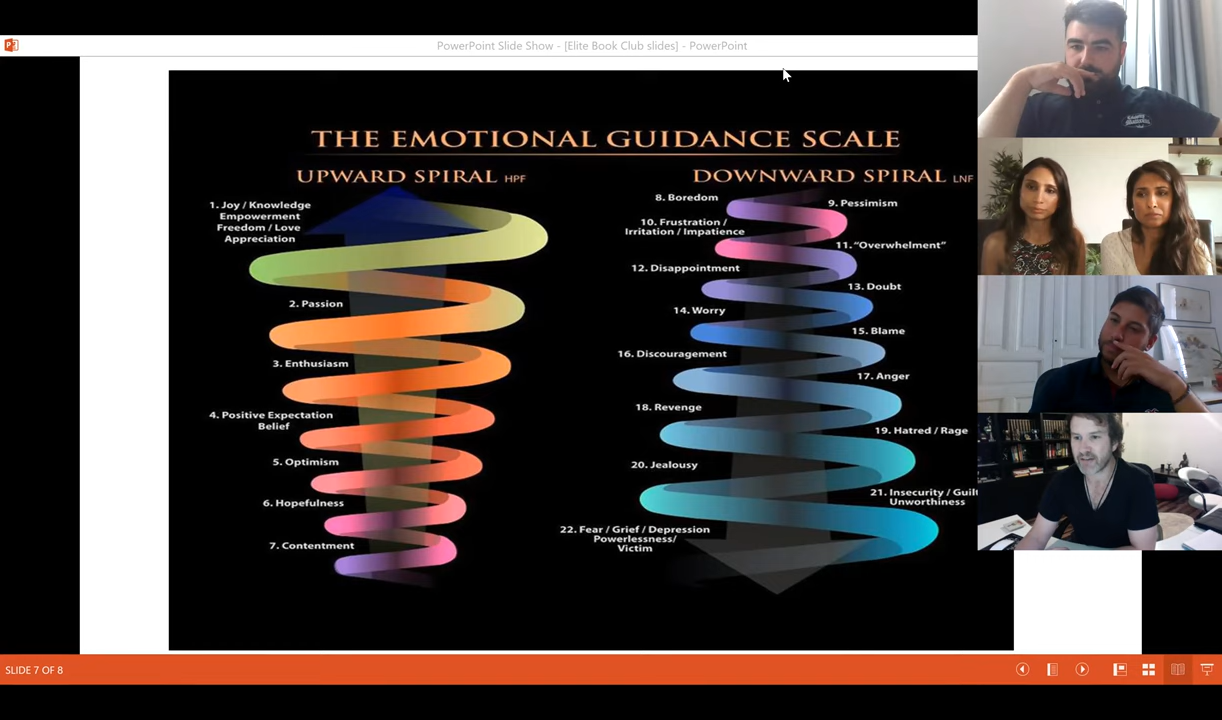 PowerPoint Slide Show - [Elite Book Club slides] - PowerPoint
THE EMOTIONAL GUIDANCE SCALE
UPWARD SPIRAL HPF
1. Joy / Knowledge
Empowerment
Freedom / Love
Appreciation
2. Passion
3. Enthusiasm
4. Positive Expectation
Belief
5. Optimism
6. Hopefulness
7. Contentment
DOWNWARD SPIRAL LNF
8. Boredom
9. Pessimism
10. Frustration /
Irritation / Impatience
11. “Overwhelment”
12. Disappointment
13. Doubt
14. Worry
15. Blame
16. Discouragement
17. Anger
18. Revenge
19. Hatred / Rage
20. Jealousy
21. Insecurity / Guilt
Unworthiness
22. Fear / Grief / Depression
Powerlessness/
Victim
SLIDE 7 OF 8